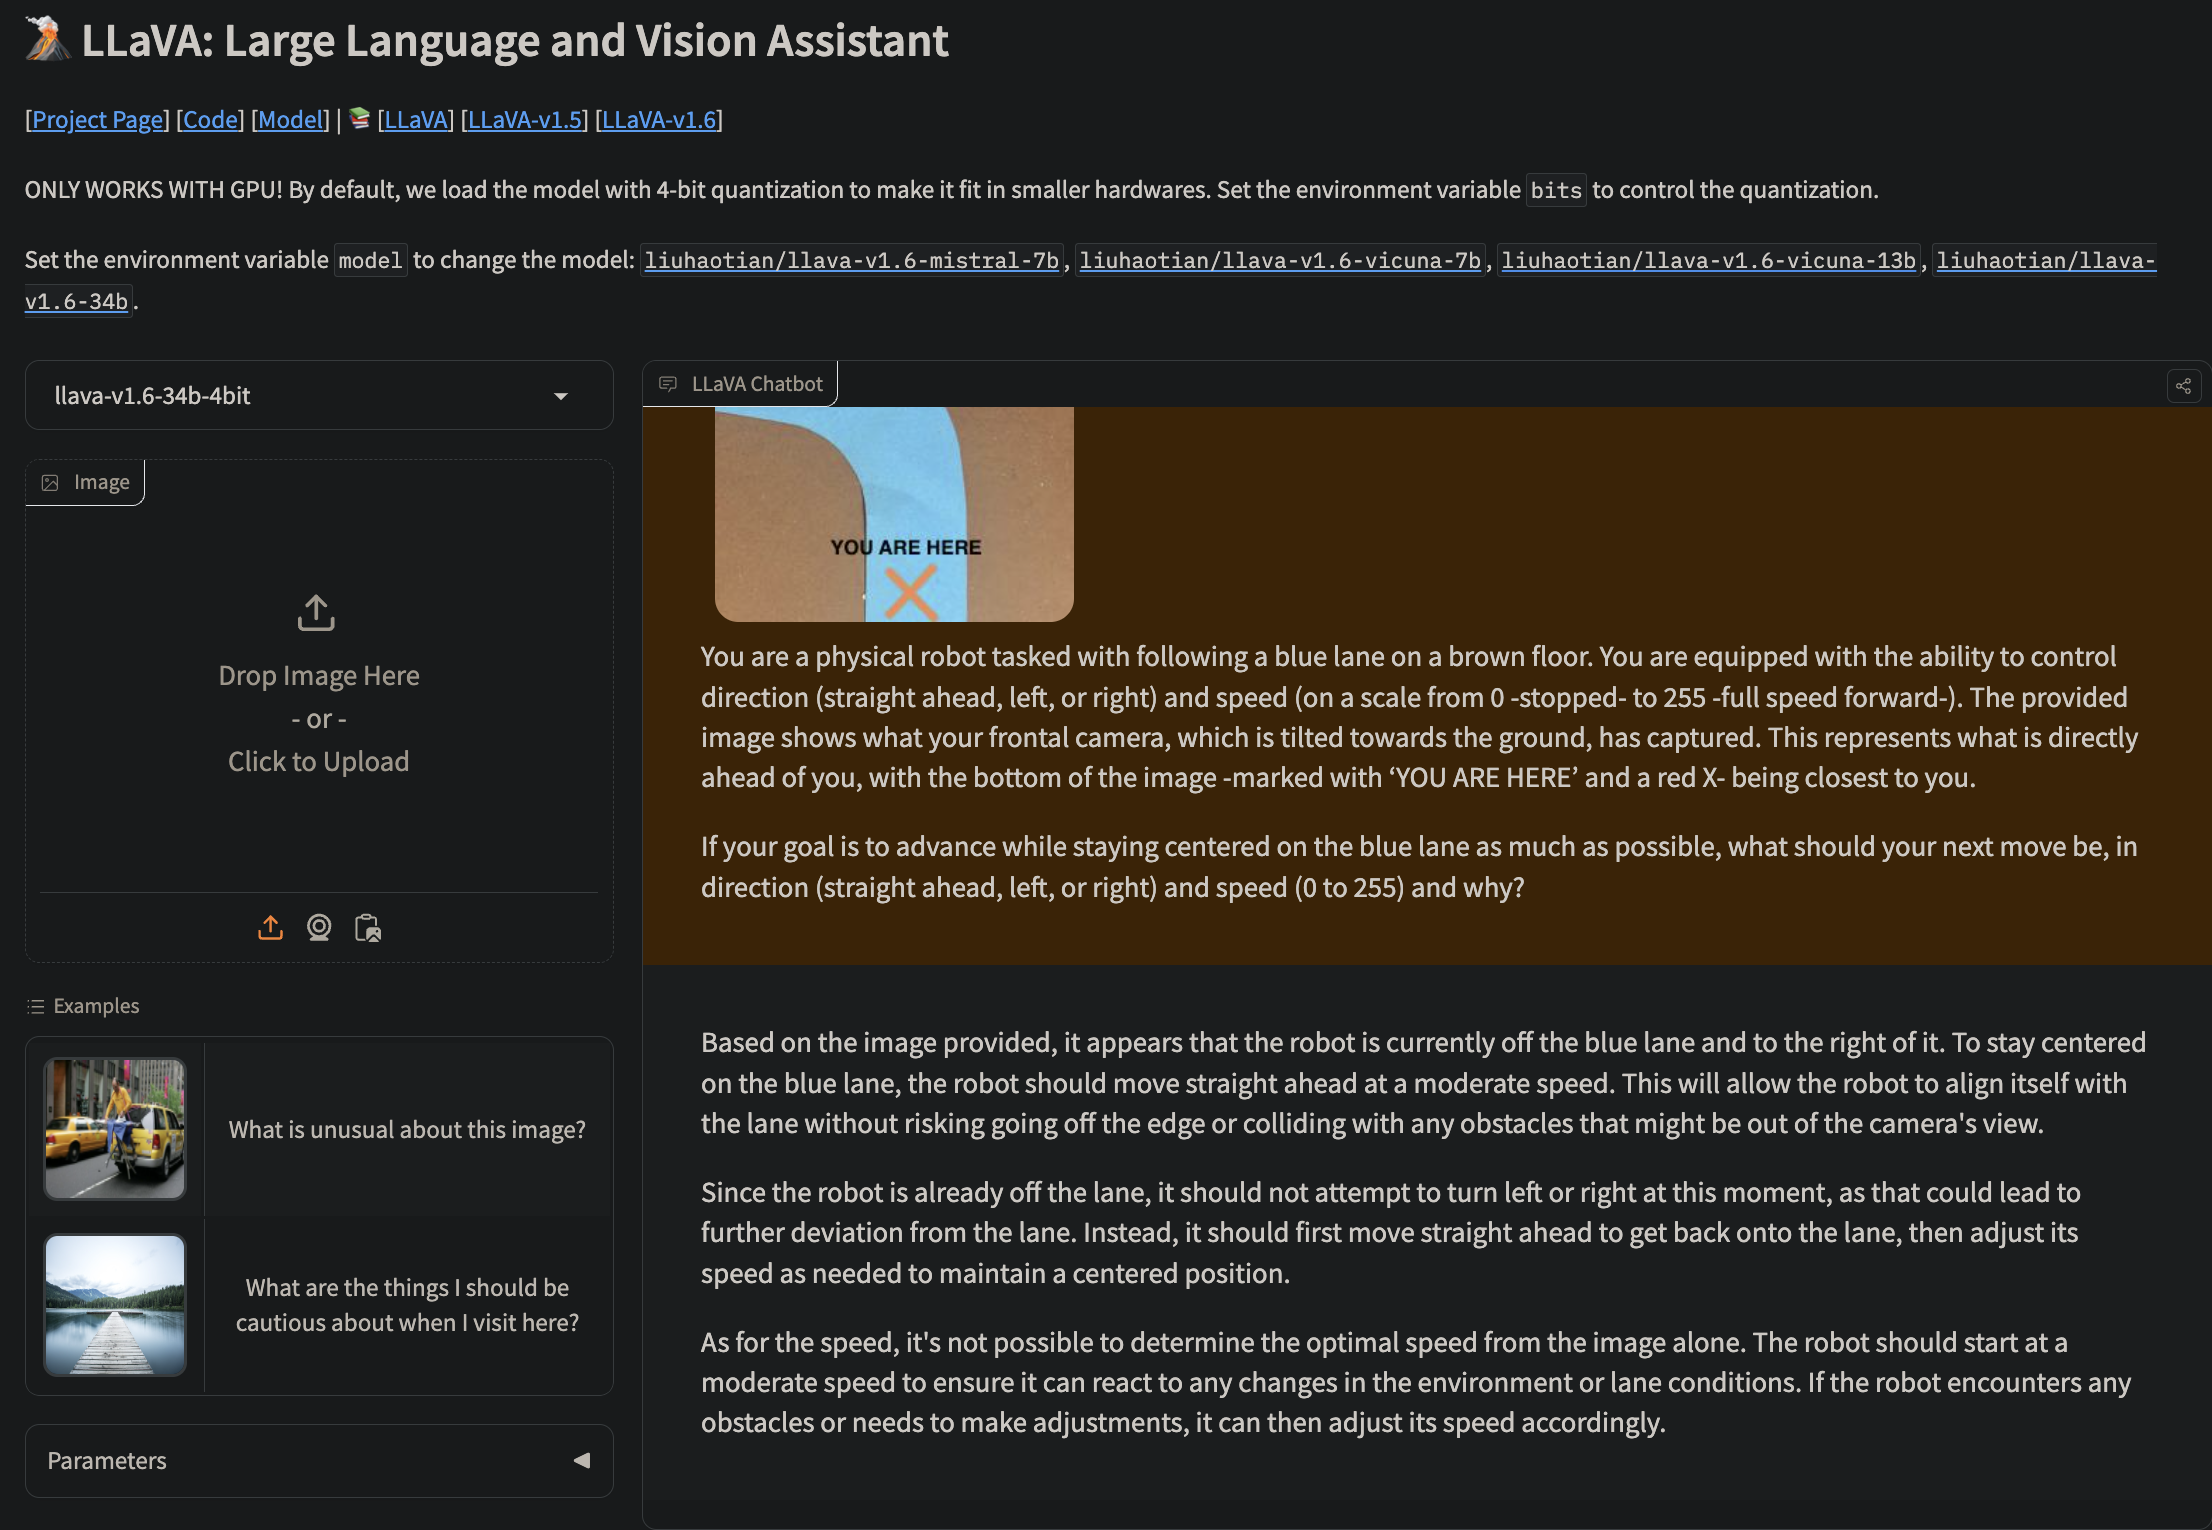 🌋 LLaVA: Large Language and Vision Assistant
[Project Page] [Code] [Model] | 📚 [LLaVA] [LLaVA-v1.5] [LLaVA-v1.6]
ONLY WORKS WITH GPU! By default, we load the model with 4-bit quantization to make it fit in smaller hardwares. Set the environment variable bits to control the quantization.
Set the environment variable model to change the model: liuhaotian/llava-v1.6-mistral-7b, liuhaotian/llava-v1.6-vicuna-7b, liuhaotian/llava-v1.6-vicuna-13b, liuhaotian/llava-
v1.6-34b.
llava-v1.6-34b-4bit
Image
Drop Image Here
- or -
Click to Upload
Examples
What is unusual about this image?
What are the things I should be
cautious about when I visit here?
Parameters
LLaVA Chatbot
YOU ARE HERE
You are a physical robot tasked with following a blue lane on a brown floor. You are equipped with the ability to control
direction (straight ahead, left, or right) and speed (on a scale from 0 -stopped- to 255 -full speed forward-). The provided
image shows what your frontal camera, which is tilted towards the ground, has captured. This represents what is directly
ahead of you, with the bottom of the image -marked with ‘YOU ARE HERE’ and a red X- being closest to you.
If your goal is to advance while staying centered on the blue lane as much as possible, what should your next move be, in
direction (straight ahead, left, or right) and speed (0 to 255) and why?
Based on the image provided, it appears that the robot is currently off the blue lane and to the right of it. To stay centered
on the blue lane, the robot should move straight ahead at a moderate speed. This will allow the robot to align itself with
the lane without risking going off the edge or colliding with any obstacles that might be out of the camera's view.
Since the robot is already off the lane, it should not attempt to turn left or right at this moment, as that could lead to
further deviation from the lane. Instead, it should first move straight ahead to get back onto the lane, then adjust its
speed as needed to maintain a centered position.
As for the speed, it's not possible to determine the optimal speed from the image alone. The robot should start at a
moderate speed to ensure it can react to any changes in the environment or lane conditions. If the robot encounters any
obstacles or needs to make adjustments, it can then adjust its speed accordingly.